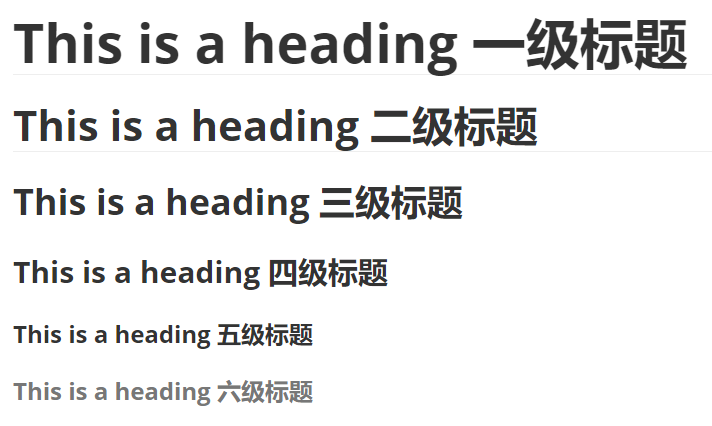 This is a heading 一级标题
This is a heading 二级标题
This is a heading 三级标题
This is a heading 四级标题
This is a heading 五级标题
This is a heading 六级标题